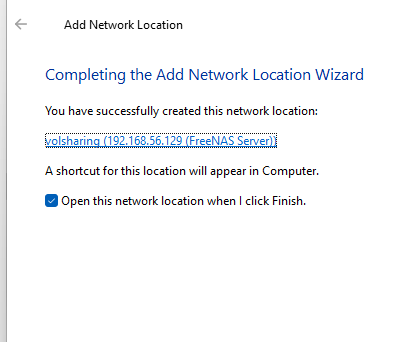 Add Network Location
Completing the Add Network Location Wizard
You have successfully created this network location:
volsharing (192.168.56.129 (FreeNAS Server))
A shortcut for this location will appear in Computer.
Open this network location when I click Finish.